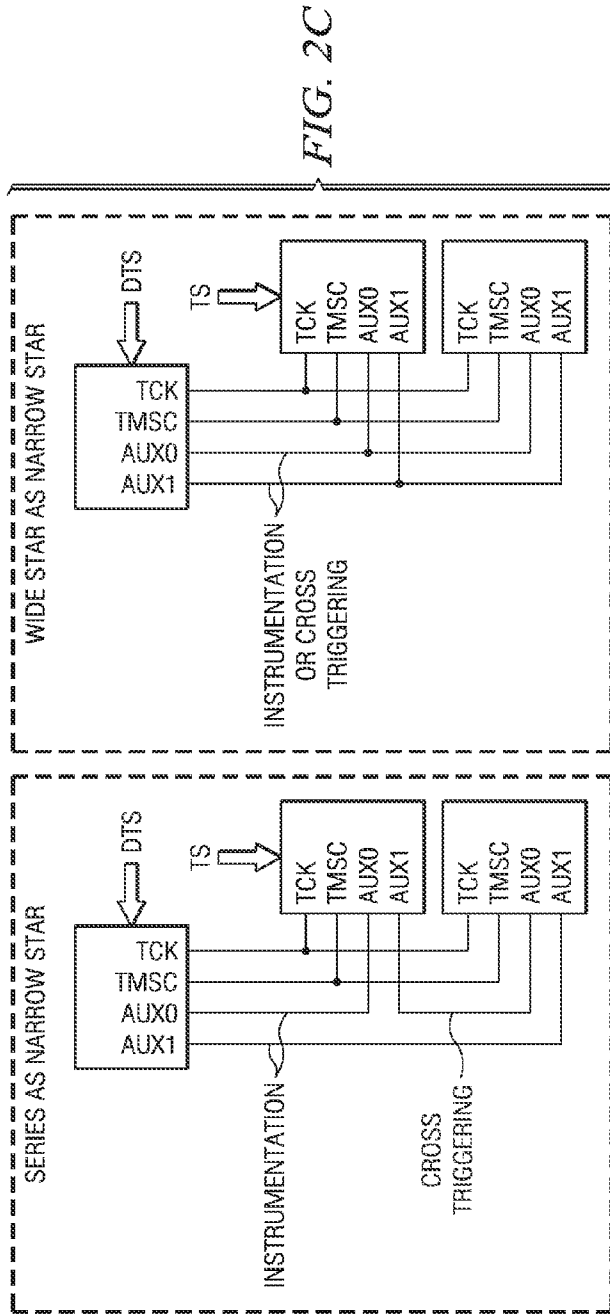 SERIES AS NARROW STAR
DTS
TCK
TMSC
AUX0
AUX1
TS
TCK
TMSC
AUX0
AUX1
TCK
TMSC
AUX0
AUX1
INSTRUMENTATION
CROSS
TRIGGERING
WIDE STAR AS NARROW STAR
DTS
TCK
TMSC
AUX0
AUX1
TS
TCK
TMSC
AUX0
AUX1
TCK
TMSC
AUX0
AUX1
INSTRUMENTATION
OR CROSS
TRIGGERING
FIG. 2C